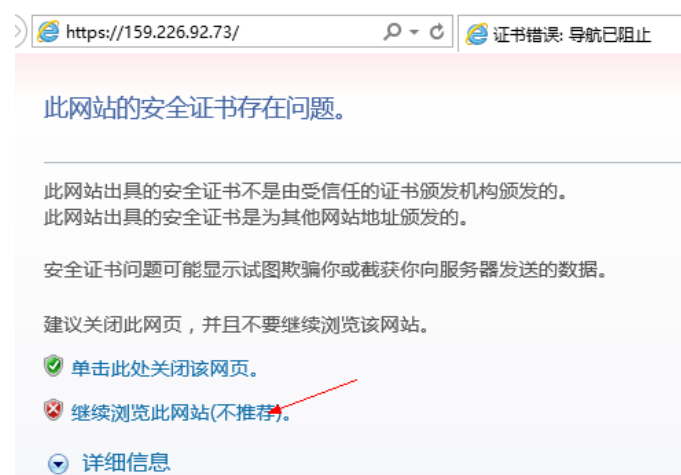 https://159.226.92.73/
证书错误: 导航已阻止
此网站的安全证书存在问题。
此网站出具的安全证书不是由受信任的证书颁发机构颁发的。
此网站出具的安全证书是为其他网站地址颁发的。
安全证书问题可能显示试图欺骗你或截获你向服务器发送的数据。
建议关闭此网页，并且不要继续浏览该网站。
单击此处关闭该网页。
继续浏览此网站(不推荐)。
详细信息